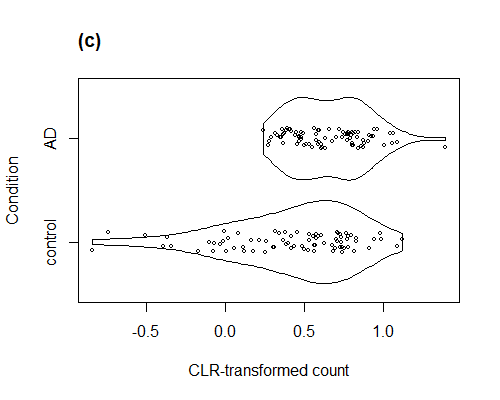 (c)
AD
control
Condition
-0.5 0.0 0.5 1.0
CLR-transformed count